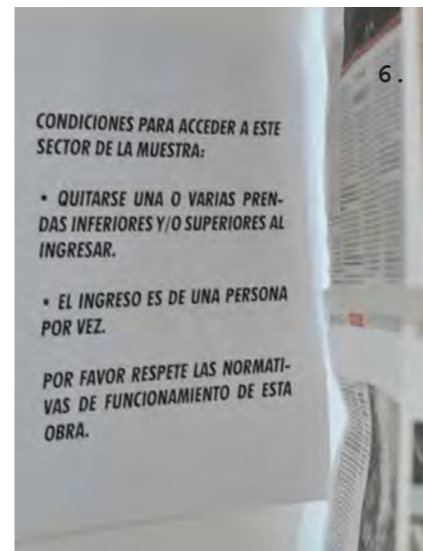 6.
CONDICIONES PARA ACCEDER A ESTE
SECTOR DE LA MUESTRA:
• QUITARSE UNA O VARIAS PREN-
DAS INFERIORES Y/O SUPERIORES AL
INGRESAR.
• EL INGRESO ES DE UNA PERSONA
POR VEZ.
POR FAVOR RESPETE LAS NORMATI-
VAS DE FUNCIONAMIENTO DE ESTA
OBRA.